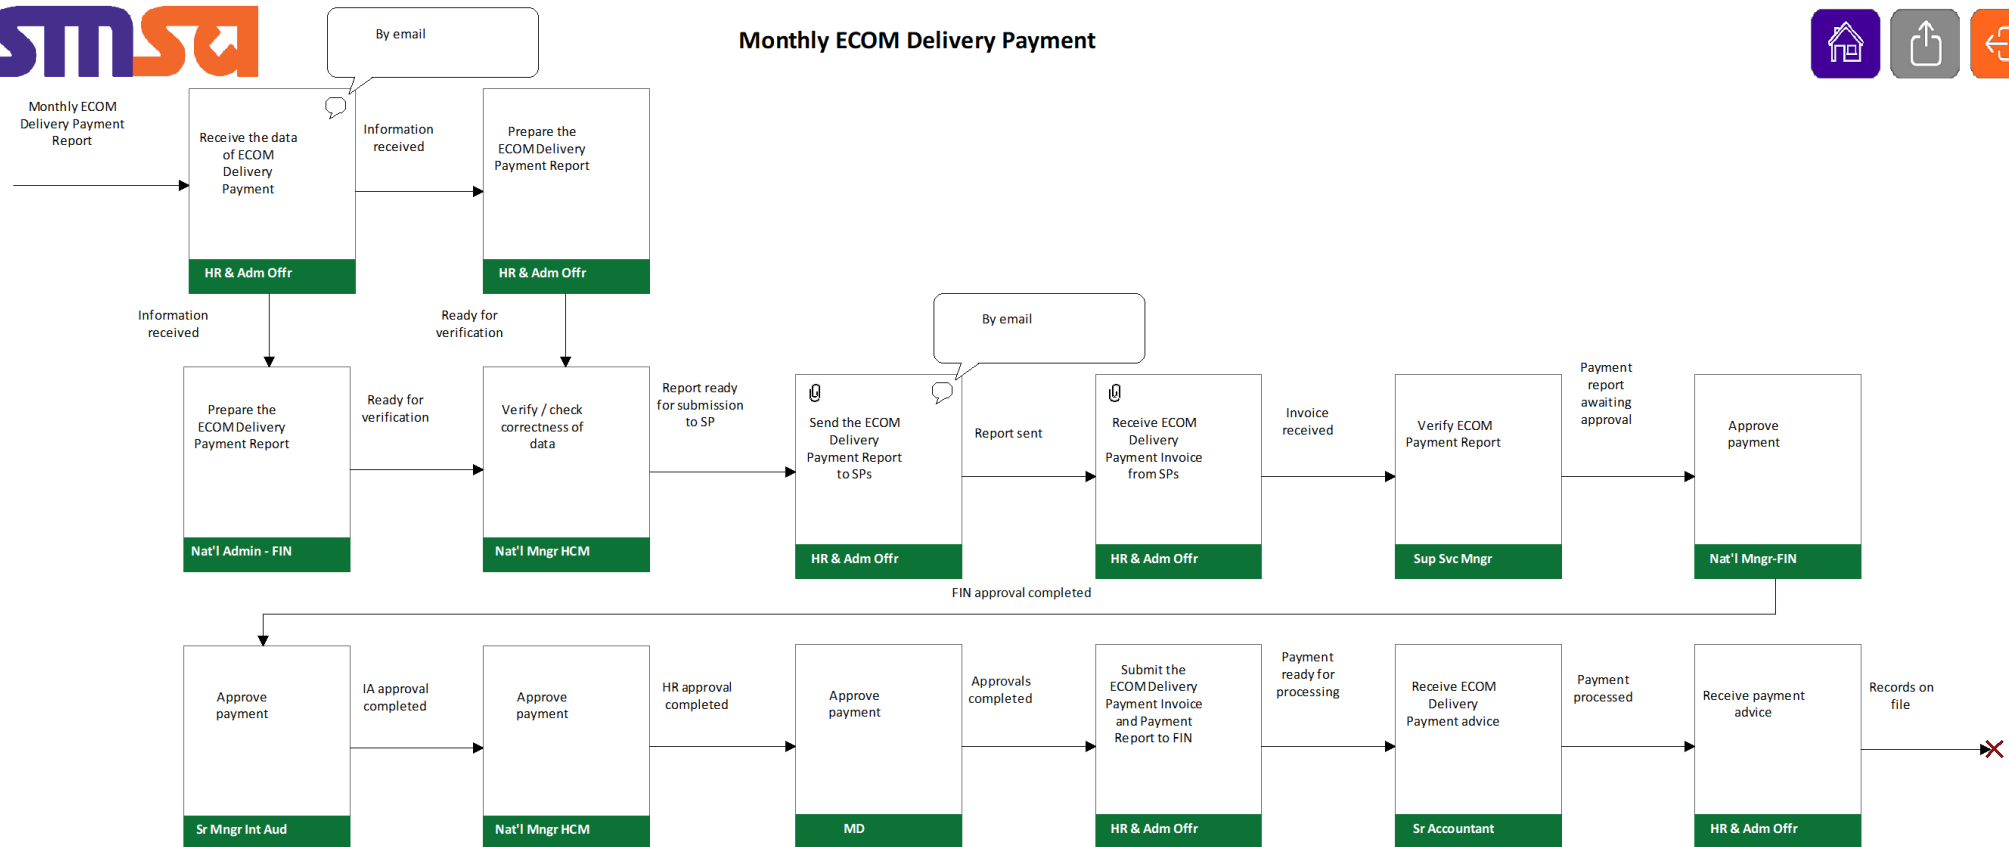 smsa
By email
Monthly ECOM Delivery Payment
Monthly ECOM
Delivery Payment
Report
Receive the data
of ECOM
Delivery
Payment
HR & Adm Offr
Information
received
Prepare the
ECOM Delivery
Payment Report
HR & Adm Offr
Information
received
Ready for
verification
By email
Prepare the
ECOM Delivery
Payment Report
Nat'l Admin - FIN
Ready for
verification
Verify / check
correctness of
data
Nat'l Mngr HCM
Report ready
for submission
to SP
Send the ECOM
Delivery
Payment Report
to SPs
HR & Adm Offr
Report sent
Receive ECOM
Delivery
Payment Invoice
from SPs
HR & Adm Offr
Invoice
received
Verify ECOM
Payment Report
Sup Svc Mngr
Payment
report
awaiting
approval
Approve
payment
Nat'l Mngr-FIN
FIN approval completed
Approve
payment
Sr Mngr Int Aud
IA approval
completed
Approve
payment
Nat'l Mngr HCM
HR approval
completed
Approve
payment
MD
Approvals
completed
Submit the
ECOM Delivery
Payment Invoice
and Payment
Report to FIN
HR & Adm Offr
Payment
ready for
processing
Receive ECOM
Delivery
Payment advice
Sr Accountant
Payment
processed
Receive payment
advice
HR & Adm Offr
Records on
file